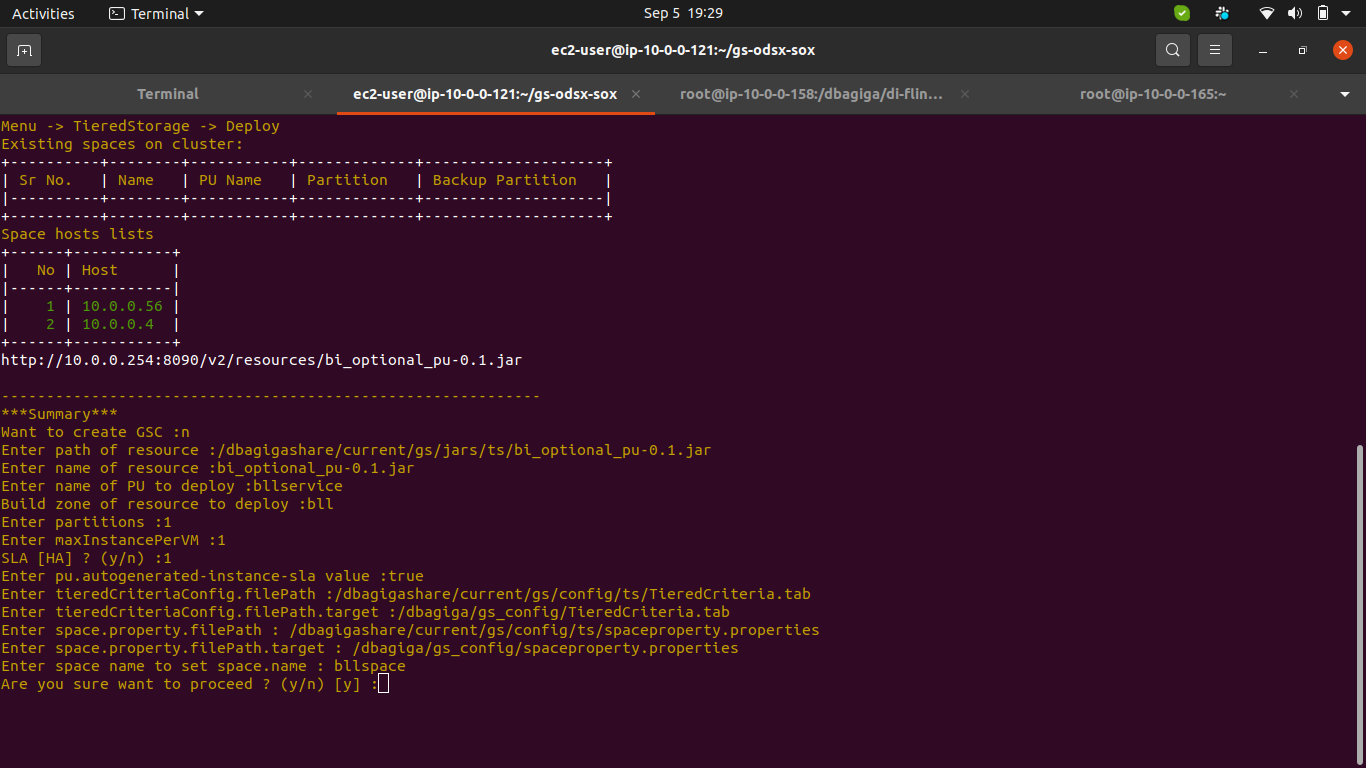 Activities Terminal Sep 5 19:29
ec2-user@ip-10-0-0-121:~/gs-odsx-sox
Terminal ec2-user@ip-10-0-0-121:~/gs-odsx-sox root@ip-10-0-0-158:/dbagiga/di-flin... root@ip-10-0-0-165:~
Menu -> TieredStorage -> Deploy
Existing spaces on cluster:
+----------+--------+-----------+-------------+--------------------+
| Sr No.   | Name   | PU Name   | Partition   | Backup Partition   |
|----------+--------+-----------+-------------+--------------------|
+----------+--------+-----------+-------------+--------------------+
Space hosts lists
+------+-----------+
|   No | Host      |
|------+-----------|
|    1 | 10.0.0.56 |
|    2 | 10.0.0.4  |
+------+-----------+
http://10.0.0.254:8090/v2/resources/bi_optional_pu-0.1.jar
------------------------------------------------------------
***Summary***
Want to create GSC :n
Enter path of resource :/dbagigashare/current/gs/jars/ts/bi_optional_pu-0.1.jar
Enter name of resource :bi_optional_pu-0.1.jar
Enter name of PU to deploy :bllservice
Build zone of resource to deploy :bll
Enter partitions :1
Enter maxInstancePerVM :1
SLA [HA] ? (y/n) :1
Enter pu.autogenerated-instance-sla value :true
Enter tieredCriteriaConfig.filePath :/dbagigashare/current/gs/config/ts/TieredCriteria.tab
Enter tieredCriteriaConfig.filePath.target :/dbagiga/gs_config/TieredCriteria.tab
Enter space.property.filePath : /dbagigashare/current/gs/config/ts/spaceproperty.properties
Enter space.property.filePath.target : /dbagiga/gs_config/spaceproperty.properties
Enter space name to set space.name : bllspace
Are you sure want to proceed ? (y/n) [y] :